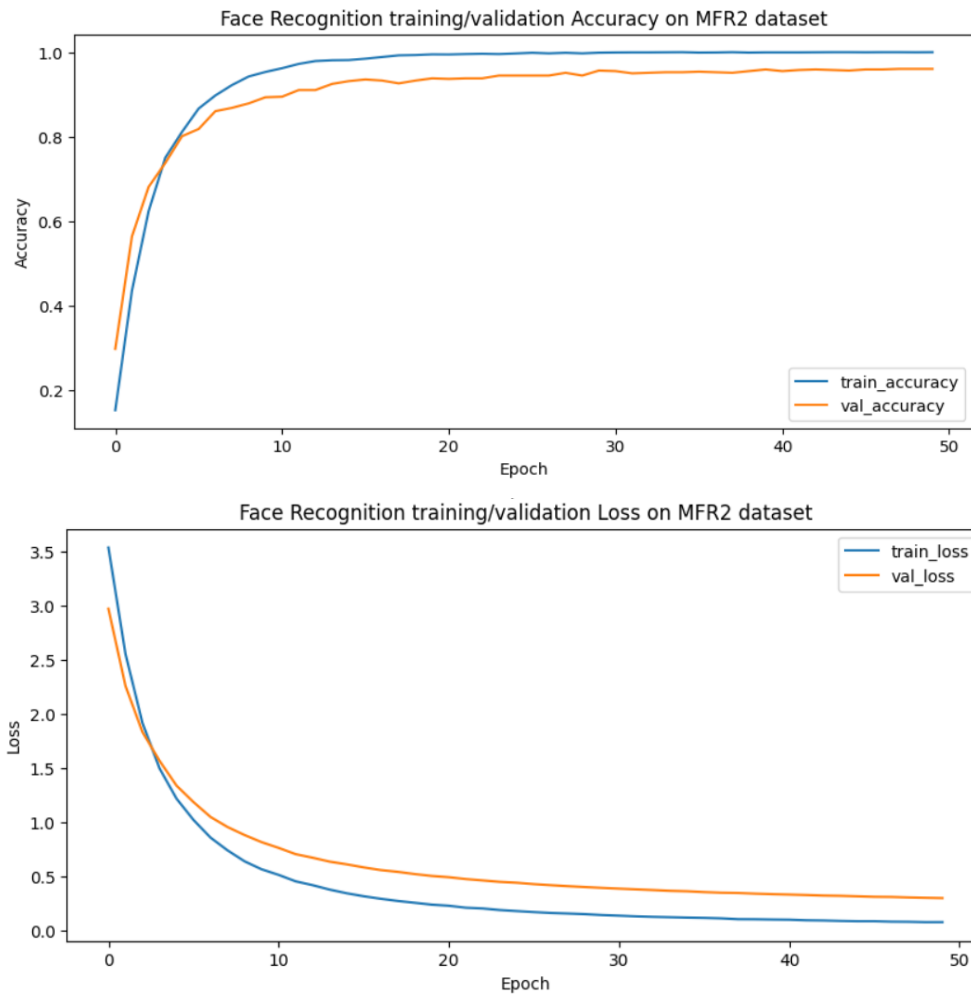 Face Recognition training/validation Accuracy on MFR2 dataset
1.0
0.8
0.6
0.4
0.2
Accuracy
train_accuracy
val_accuracy
0 10 20 30 40 50
Epoch
Face Recognition training/validation Loss on MFR2 dataset
3.5
3.0
2.5
2.0
1.5
1.0
0.5
0.0
Loss
train_loss
val_loss
0 10 20 30 40 50
Epoch